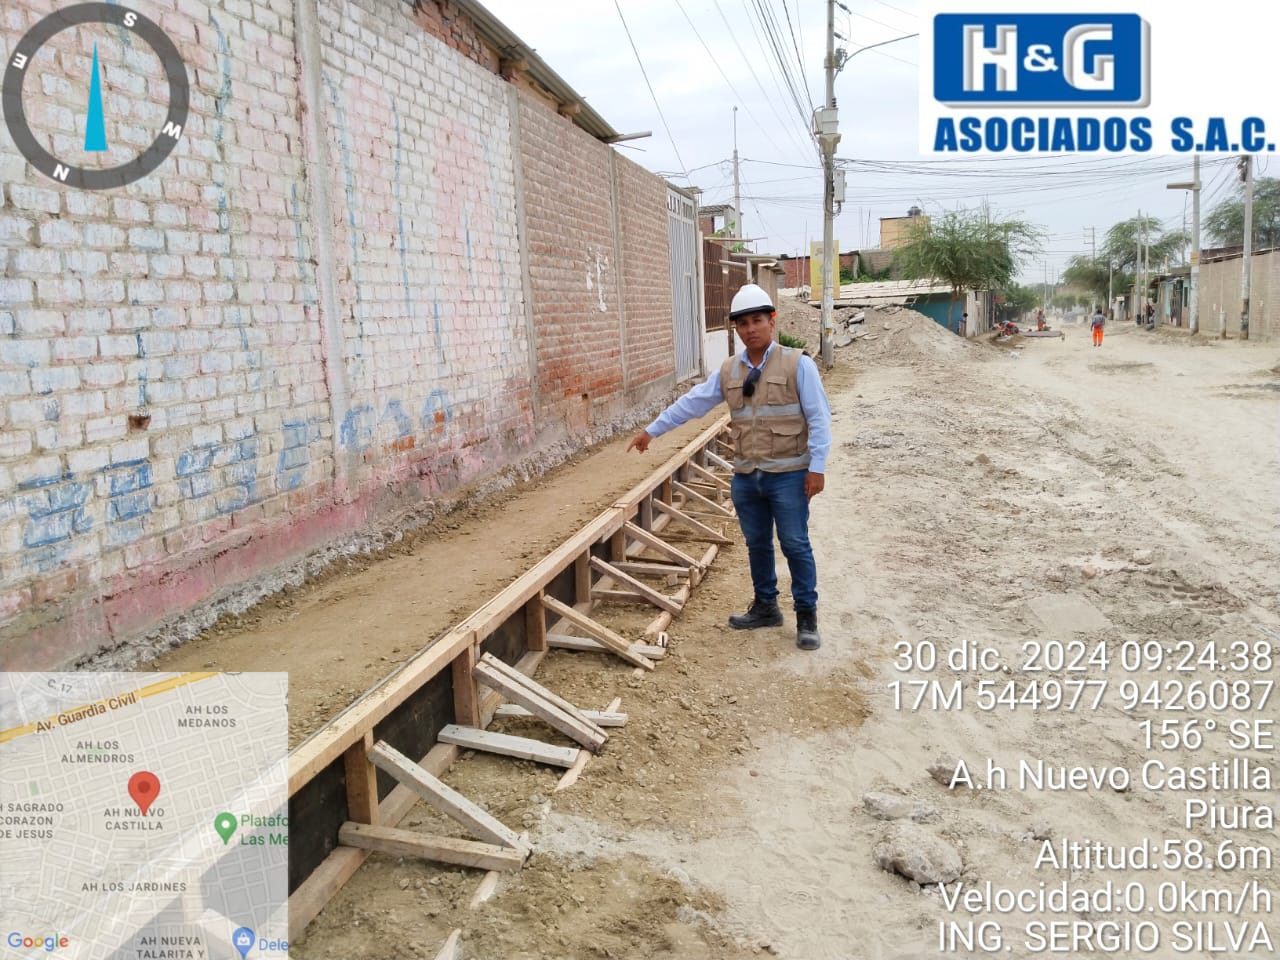 S
E
W
N
H&G
ASOCIADOS S.A.C.
C. 17
Av. Guardia Civil
AH LOS
MEDANOS
AH LOS
ALMENDROS
SAGRADO
CORAZON
DE JESUS
AH NUEVO
CASTILLA
Platafo
Las Me
AH LOS JARDINES
AH NUEVA
TALARITA Y
Dele
Google
30 dic. 2024 09:24:38
17M 544977 9426087
156° SE
A.h Nuevo Castilla
Piura
Altitud:58.6m
Velocidad:0.0km/h
ING. SERGIO SILVA